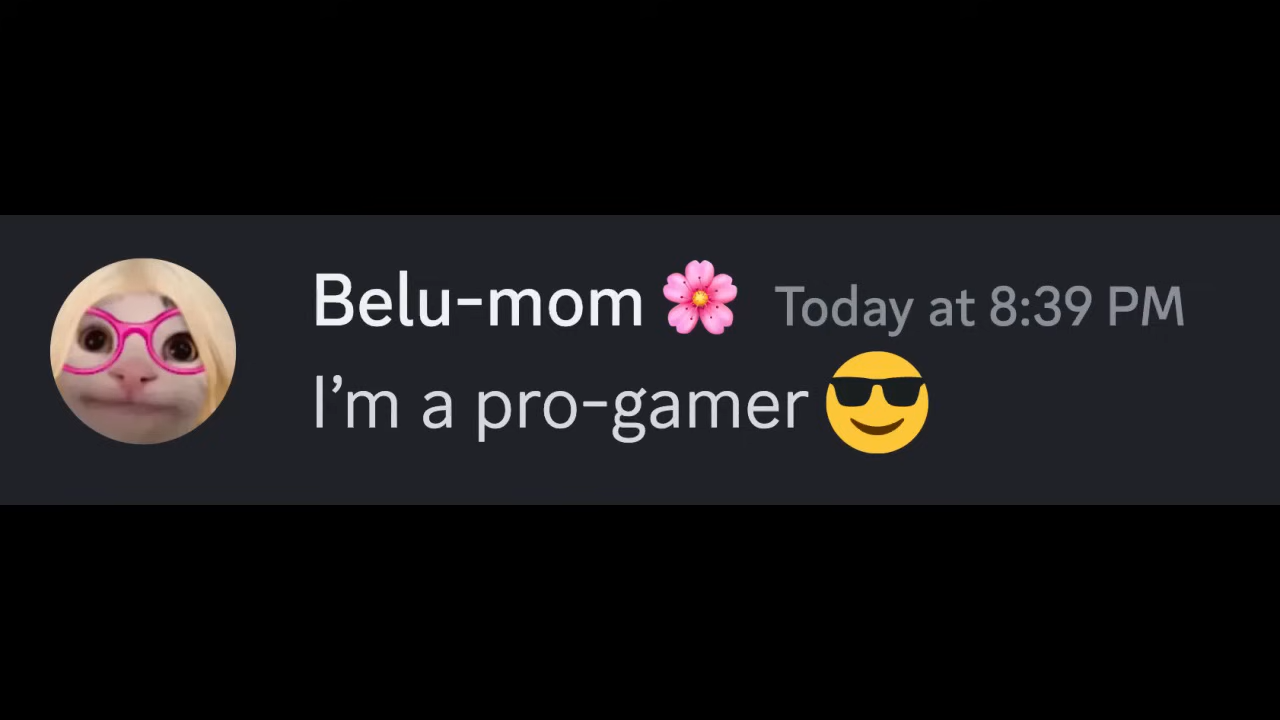 Belu-mom 🌸 Today at 8:39 PM
I’m a pro-gamer 😎